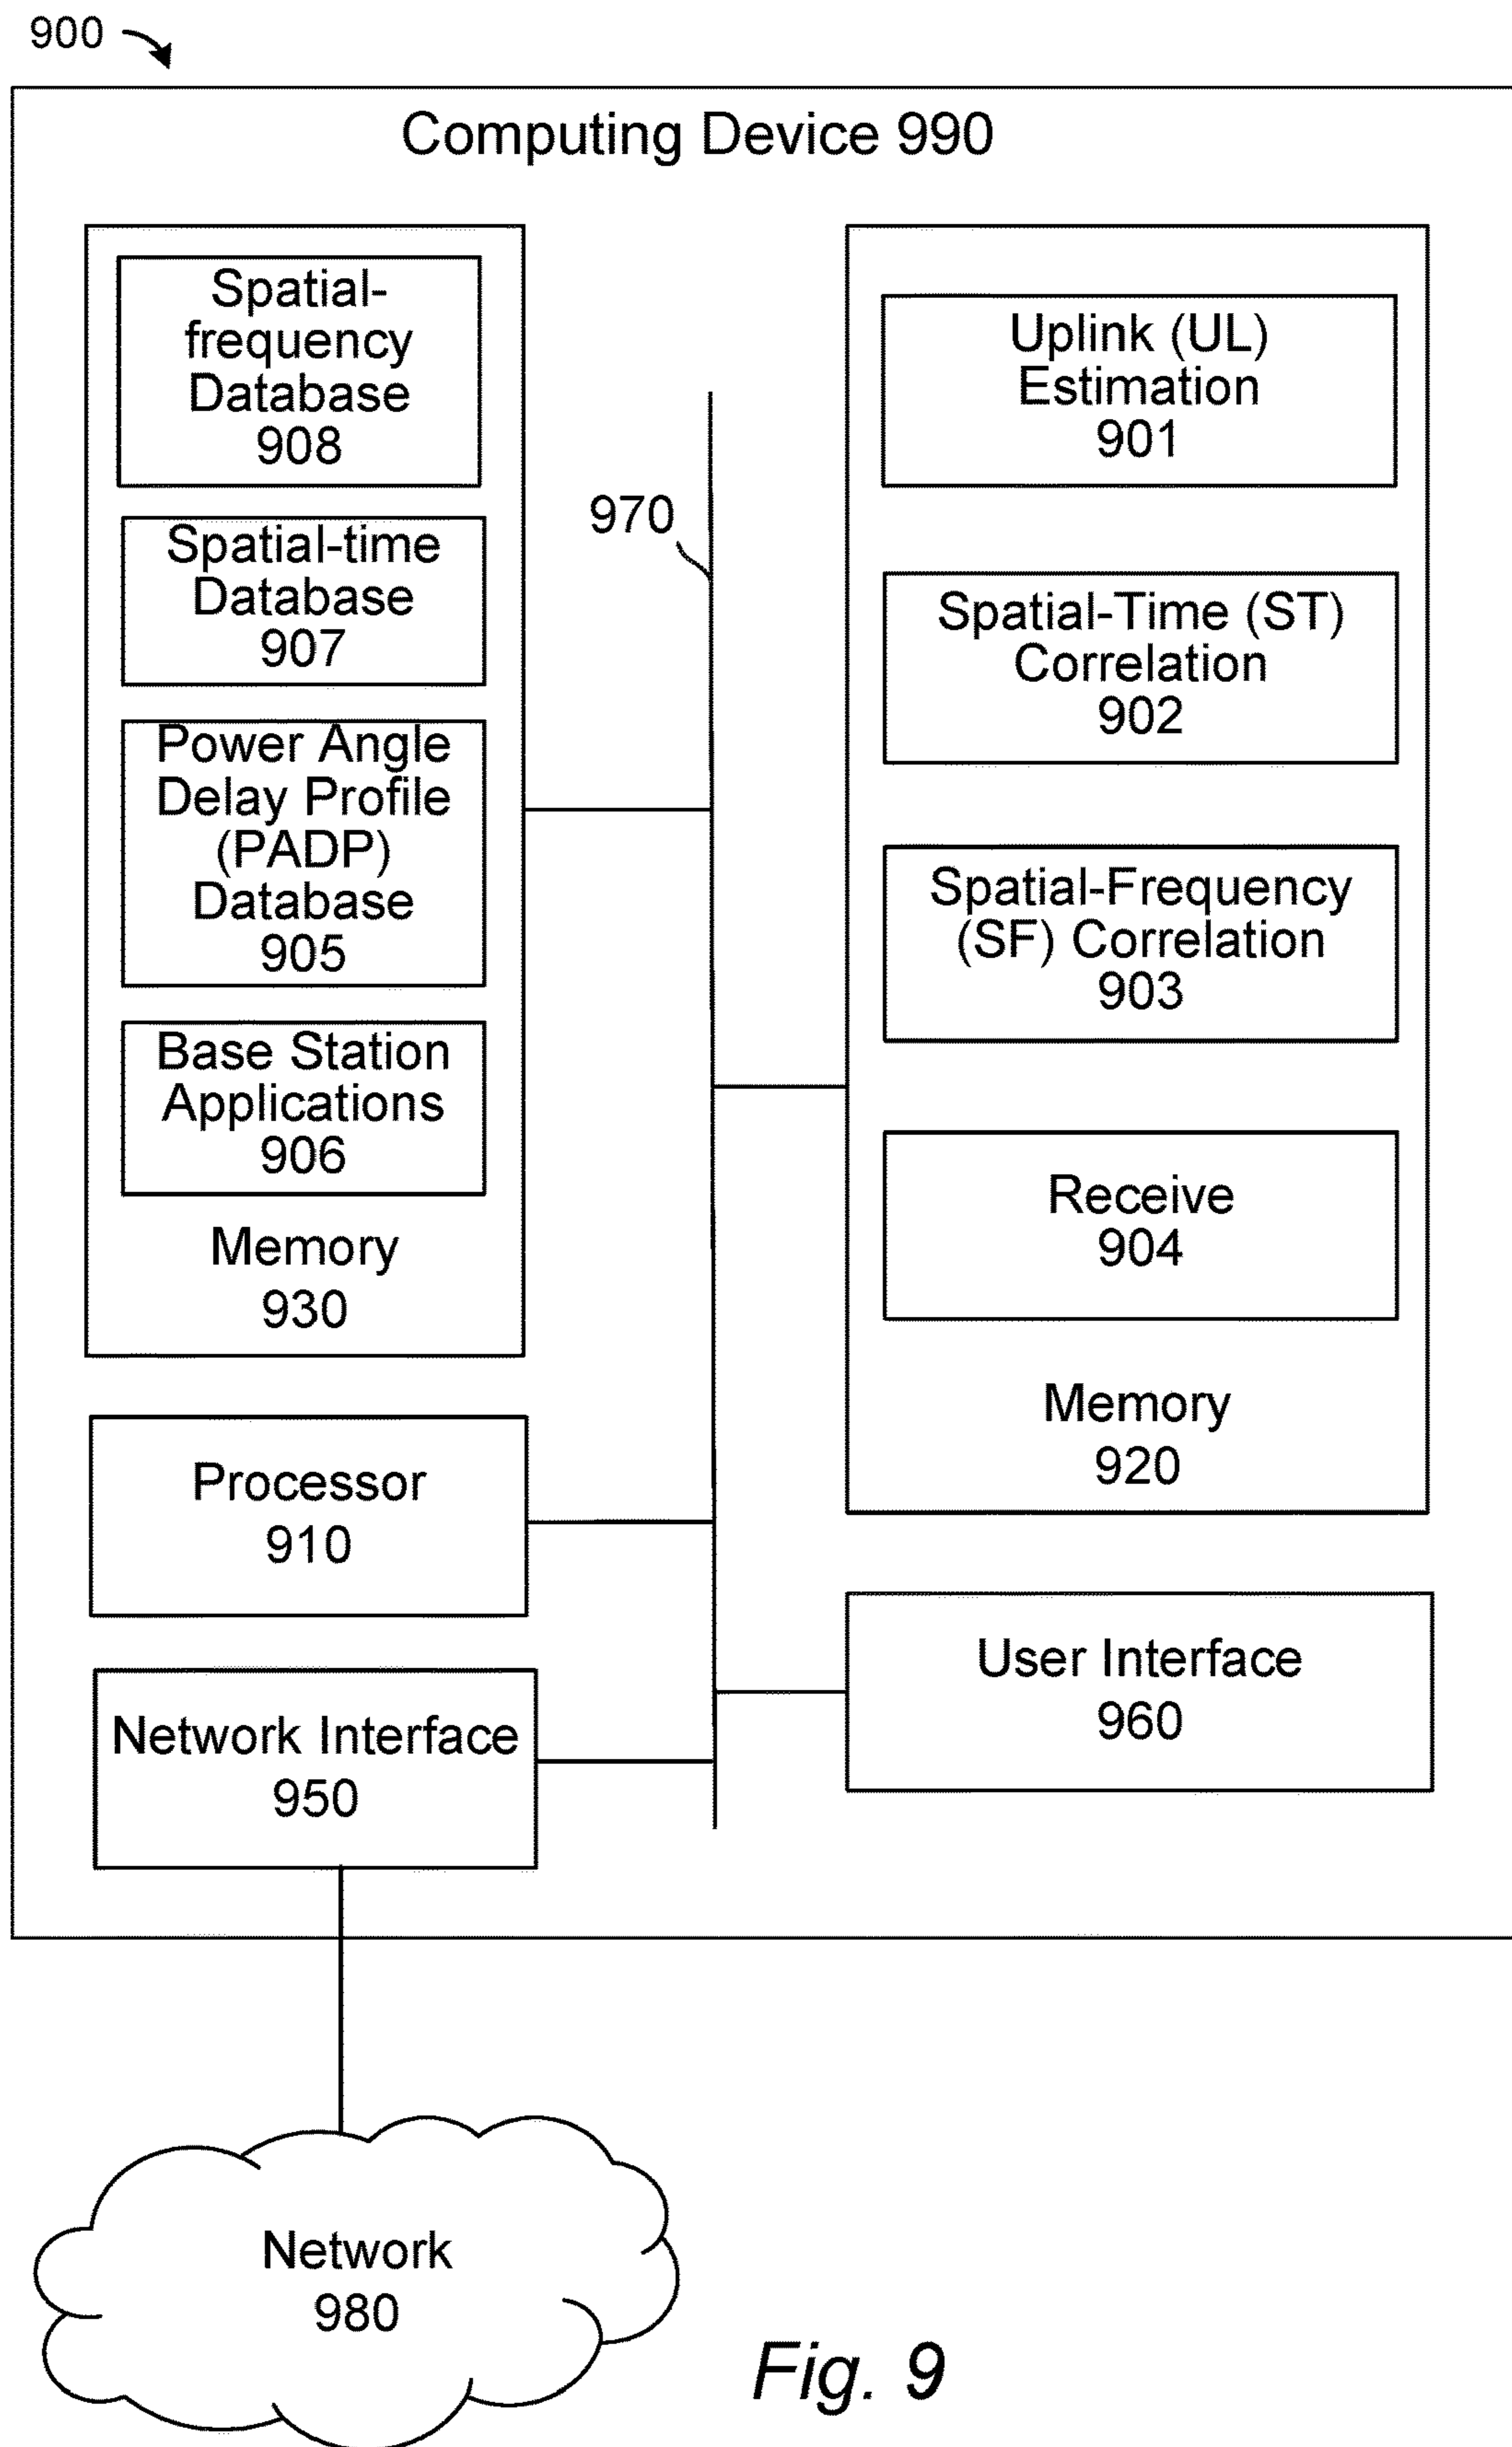 900
Computing Device 990
Spatial-
frequency
Database
908
Spatial-time
Database
907
Power Angle
Delay Profile
(PADP)
Database
905
Base Station
Applications
906
Memory
930
970
Uplink (UL)
Estimation
901
Spatial-Time (ST)
Correlation
902
Spatial-Frequency
(SF) Correlation
903
Receive
904
Memory
920
Processor
910
Network Interface
950
User Interface
960
Network
980
Fig. 9